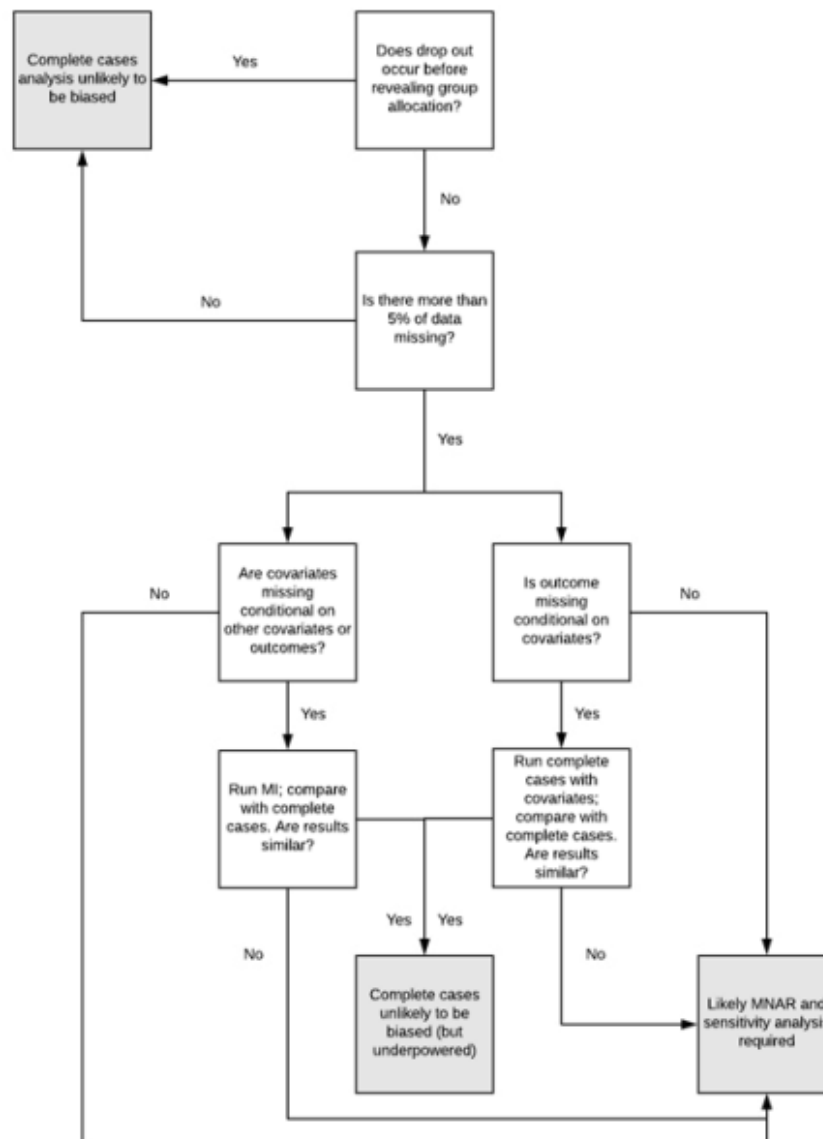 Complete cases
analysis unlikely to
be biased
Yes
Does drop out
occur before
revealing group
allocation?
No
No
Is there more than
5% of data
missing?
Yes
No
Are covariates
missing
conditional on
other covariates or
outcomes?
Is outcome
missing
conditional on
covariates?
No
Yes
Yes
Run MI; compare
with complete
cases. Are results
similar?
Run complete
cases with
covariates;
compare with
complete cases.
Are results
similar?
Yes
Yes
No
No
Complete cases
unlikely to be
biased (but
underpowered)
Likely MNAR and
sensitivity analysis
required